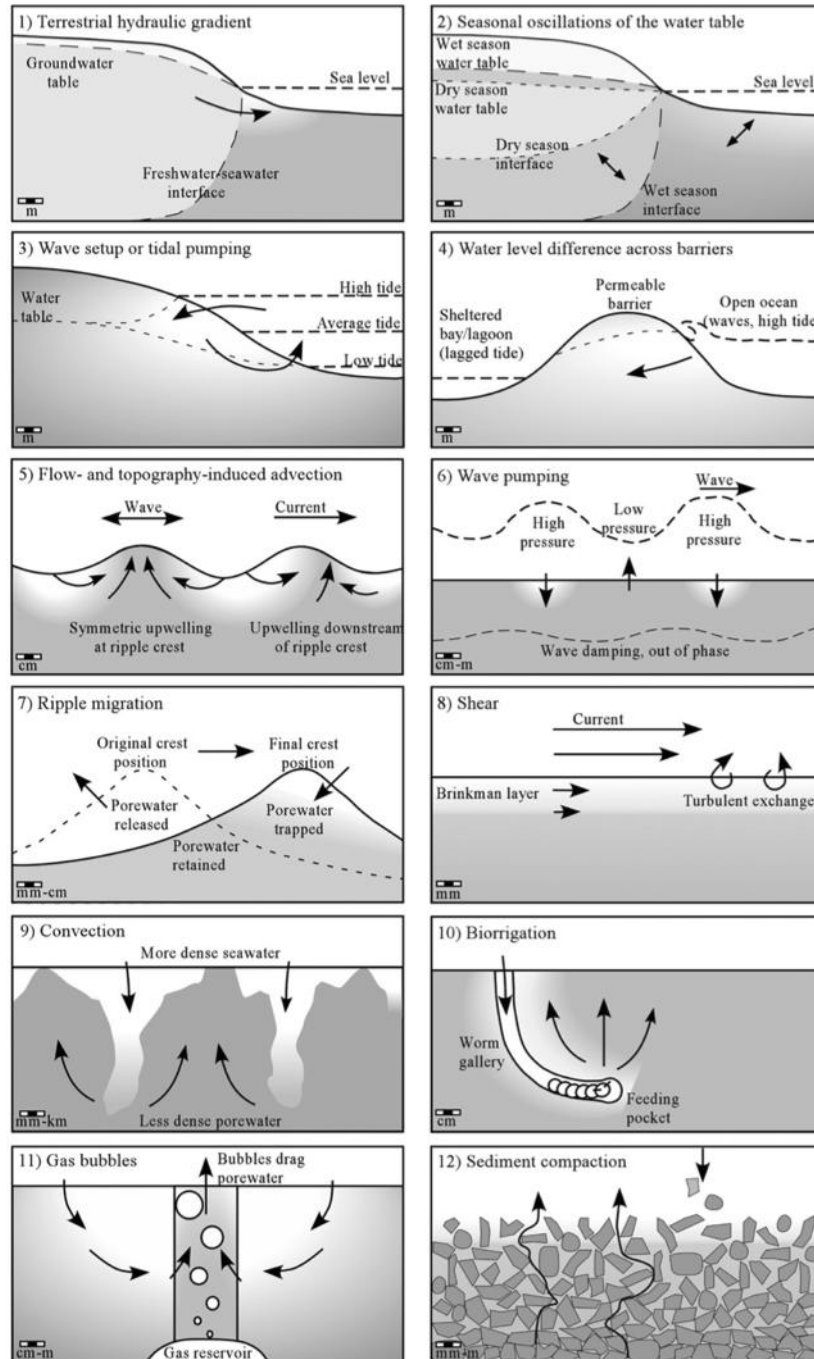 1) Terrestrial hydraulic gradient
Groundwater
table
Sea level
Freshwater-seawater
interface
m
2) Seasonal oscillations of the water table
Wet season
water table
Sea level
Dry season
water table
Dry season
interface
Wet season
interface
m
3) Wave setup or tidal pumping
High tide
Water
table
Average tide
Low tide
m
4) Water level difference across barriers
Permeable
barrier
Sheltered
bay/lagoon
(lagged tide)
Open ocean
(waves, high tide
m
5) Flow- and topography-induced advection
Wave
Current
Symmetric upwelling
at ripple crest
Upwelling downstream
of ripple crest
cm
6) Wave pumping
Wave
High
pressure
Low
pressure
High
pressure
Wave damping, out of phase
cm-m
7) Ripple migration
Original crest
position
Final crest
position
Porewater
released
Porewater
trapped
Porewater
retained
mm-cm
8) Shear
Current
Brinkman layer
Turbulent exchange
mm
9) Convection
More dense seawater
Less dense porewater
mm-km
10) Biorrigation
Worm
gallery
Feeding
pocket
cm
11) Gas bubbles
Bubbles drag
porewater
Gas reservoir
cm-m
12) Sediment compaction
mm-m